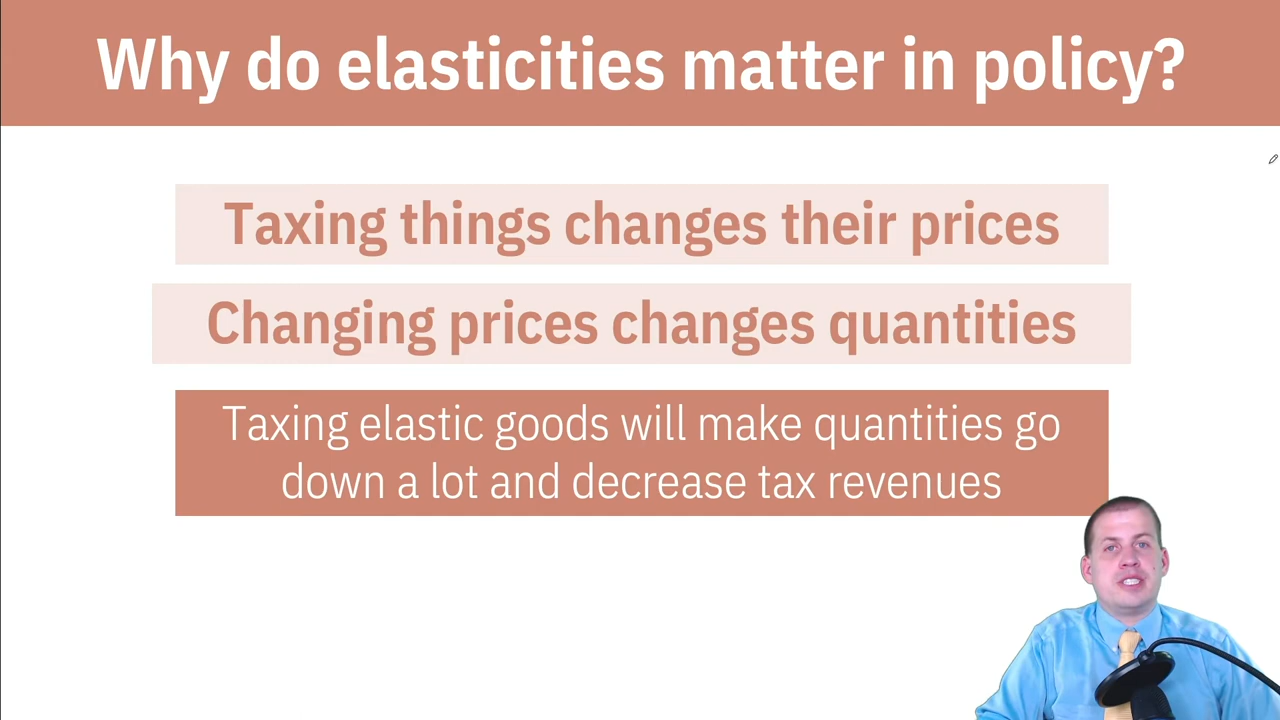 Why do elasticities matter in policy?
Taxing things changes their prices
Changing prices changes quantities
Taxing elastic goods will make quantities go
down a lot and decrease tax revenues